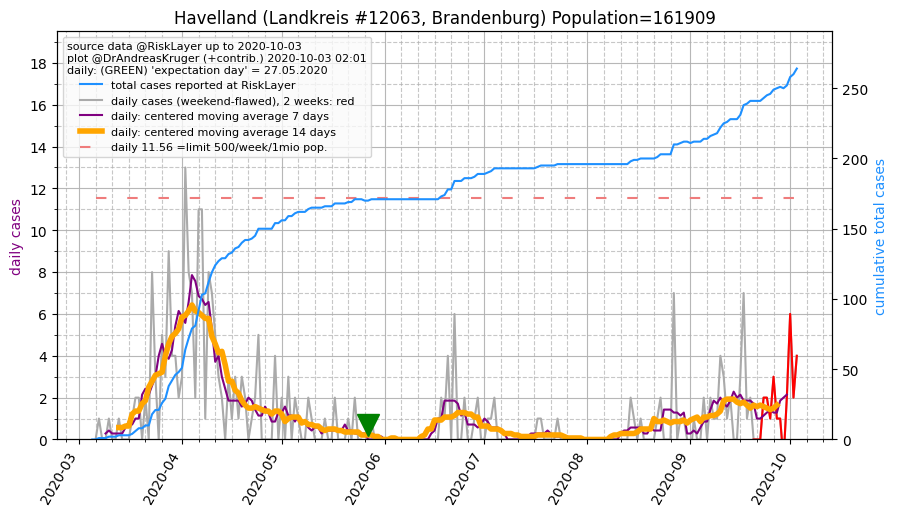 Havelland (Landkreis #12063, Brandenburg) Population=161909
source data @RiskLayer up to 2020-10-03
plot @DrAndreasKruger (+contrib.) 2020-10-03 02:01
daily: (GREEN) 'expectation day' = 27.05.2020
total cases reported at RiskLayer
daily cases (weekend-flawed), 2 weeks: red
daily: centered moving average 7 days
daily: centered moving average 14 days
daily 11.56 =limit 500/week/1mio pop.
daily cases
18
16
14
12
10
8
6
4
2
0
250
200
150
100
50
0
cumulative total cases
2020-03
2020-04
2020-05
2020-06
2020-07
2020-08
2020-09
2020-10